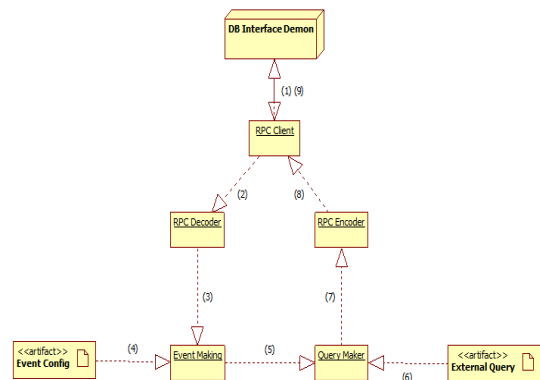 DB Interface Demon
(1) (9)
RPC Client
(2)
(8)
RPC Decoder
RPC Encoder
(3)
(7)
<<artifact>>
Event Config
(4)
Event Making
(5)
Query Maker
(6)
<<artifact>>
External Query